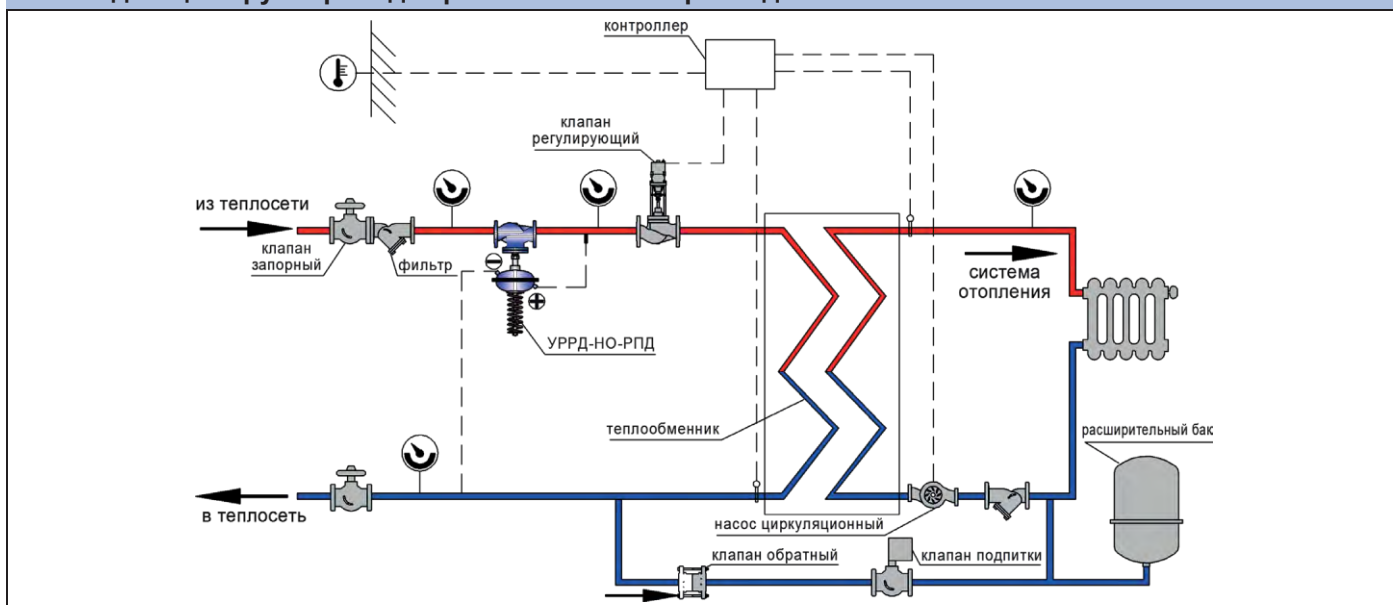 контроллер
клапан
регулирующий
из теплосети
клапан
запорный
фильтр
УРРД-НО-РПД
система
отопления
теплообменник
расширительный бак
в теплосеть
насос циркуляционный
клапан обратный
клапан подпитки